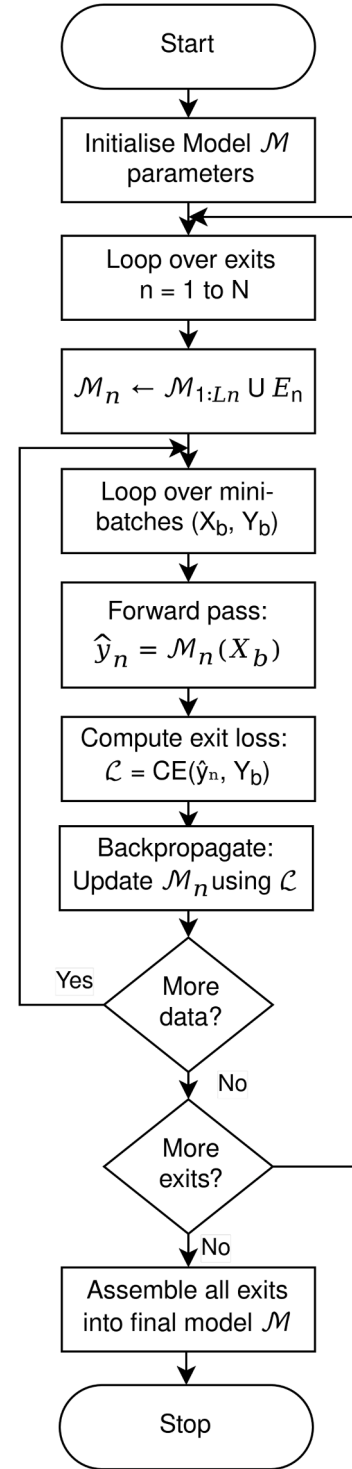 Start
Initialise Model ℳ
parameters
Loop over exits
n = 1 to N
ℳₙ ← ℳ₁:Lₙ ∪ Eₙ
Loop over mini-
batches (X_b, Y_b)
Forward pass:
ŷₙ = ℳₙ(X_b)
Compute exit loss:
ℒ = CE(ŷₙ, Y_b)
Backpropagate:
Update ℳₙ using ℒ
More
data?
Yes
No
More
exits?
No
Assemble all exits
into final model ℳ
Stop